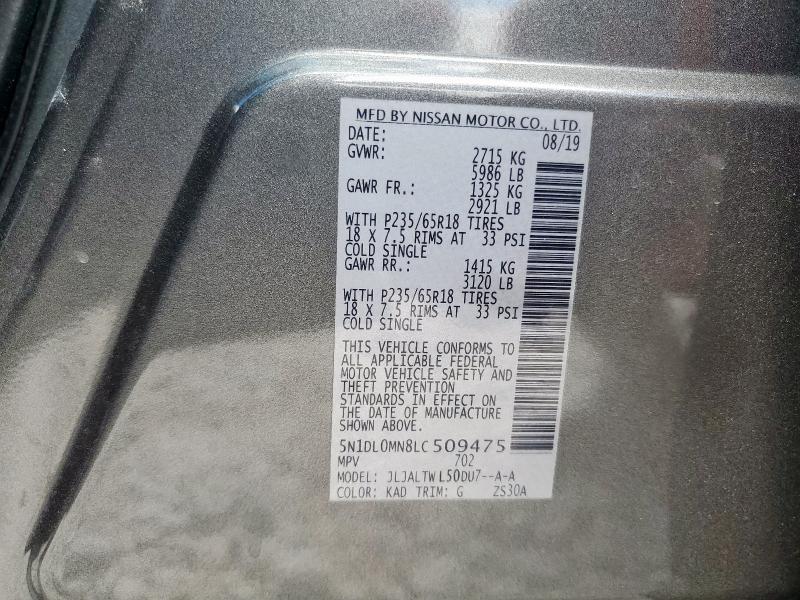 MFD BY NISSAN MOTOR CO., LTD.
DATE: 08/19
GVWR: 2715 KG
5986 LB
GAWR FR.: 1325 KG
2921 LB
WITH P235/65R18 TIRES
18 X 7.5 RIMS AT 33 PSI
COLD SINGLE
GAWR RR.: 1415 KG
3120 LB
WITH P235/65R18 TIRES
18 X 7.5 RIMS AT 33 PSI
COLD SINGLE
THIS VEHICLE CONFORMS TO
ALL APPLICABLE FEDERAL
MOTOR VEHICLE SAFETY AND
THEFT PREVENTION
STANDARDS IN EFFECT ON
THE DATE OF MANUFACTURE
SHOWN ABOVE.
5N1DL0MN8LC509475
MPV 702
MODEL: JLJALTWL50DU7--A-A
COLOR: KAD TRIM: G ZS30A